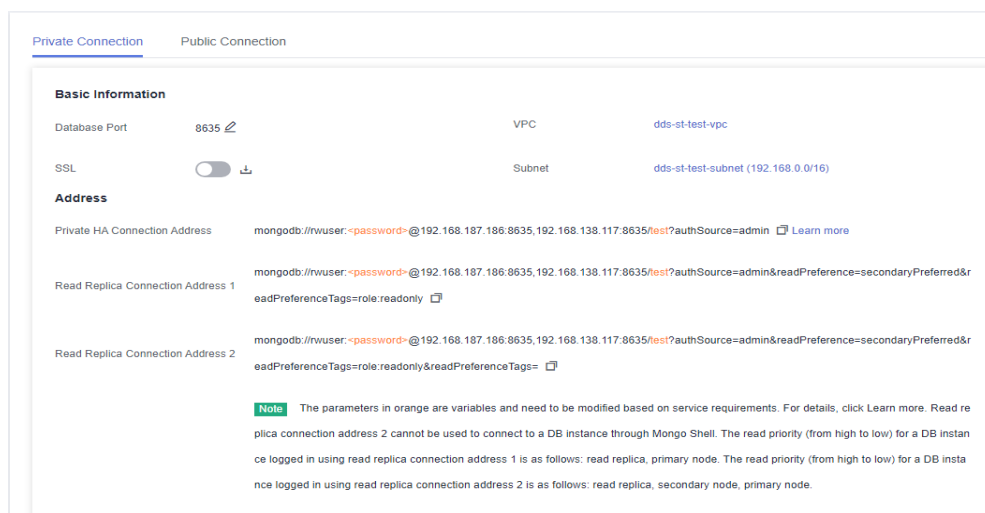 Private Connection Public Connection
Basic Information
Database Port 8635 VPC dds-st-test-vpc
SSL Subnet dds-st-test-subnet (192.168.0.0/16)
Address
Private HA Connection Address mongodb://rwuser:<password>@192.168.187.186:8635,192.168.138.117:8635/test?authSource=admin Learn more
mongodb://rwuser:<password>@192.168.187.186:8635,192.168.138.117:8635/test?authSource=admin&readPreference=secondaryPreferred&r
Read Replica Connection Address 1
eadPreferenceTags=role:readonly
mongodb://rwuser:<password>@192.168.187.186:8635,192.168.138.117:8635/test?authSource=admin&readPreference=secondaryPreferred&r
Read Replica Connection Address 2
eadPreferenceTags=role:readonly&readPreferenceTags=
Note The parameters in orange are variables and need to be modified based on service requirements. For details, click Learn more. Read re
plica connection address 2 cannot be used to connect to a DB instance through Mongo Shell. The read priority (from high to low) for a DB instan
ce logged in using read replica connection address 1 is as follows: read replica, primary node. The read priority (from high to low) for a DB insta
nce logged in using read replica connection address 2 is as follows: read replica, secondary node, primary node.